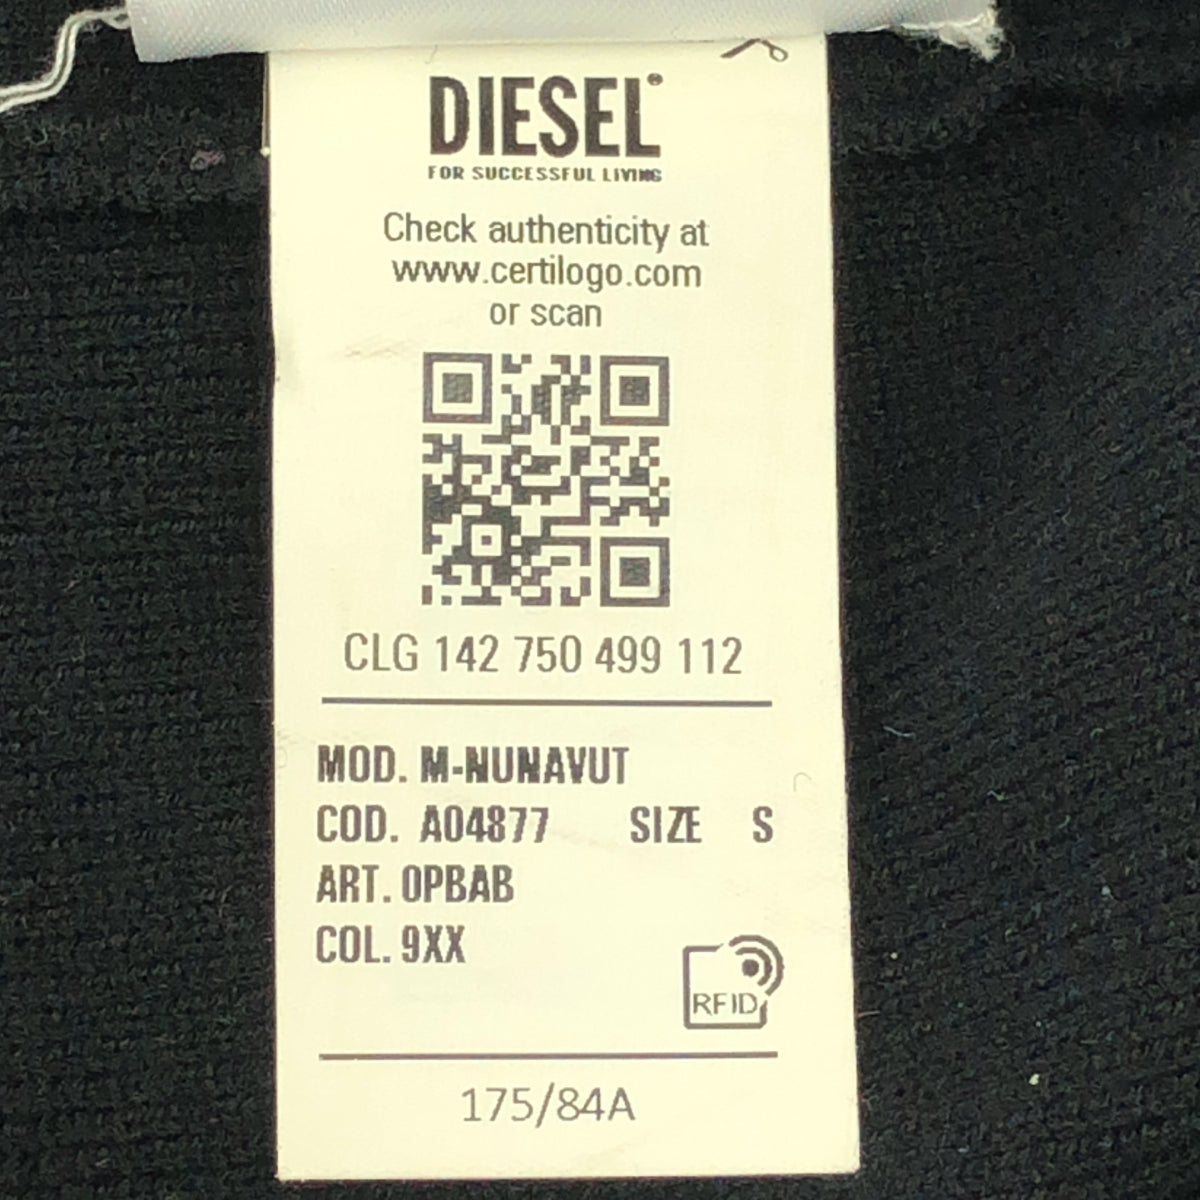 DIESEL®
FOR SUCCESSFUL LIVING
Check authenticity at
www.certilogo.com
or scan
CLG 142 750 499 112
MOD. M-NUNAVUT
COD. A04877 SIZE S
ART. 0PBAB
COL. 9XX
RFID
175/84A